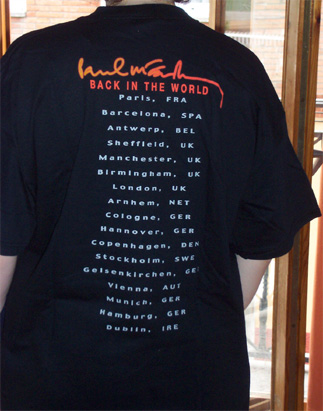 Paul McCartney
BACK IN THE WORLD
Paris, FRA
Barcelona, SPA
Antwerp, BEL
Sheffield, UK
Manchester, UK
Birmingham, UK
London, UK
Arnhem, NET
Cologne, GER
Hannover, GER
Copenhagen, DEN
Stockholm, SWE
Gelsenkirchen, GE
Vienna, AUT
Munich, GER
Hamburg, GER
Dublin, IRE